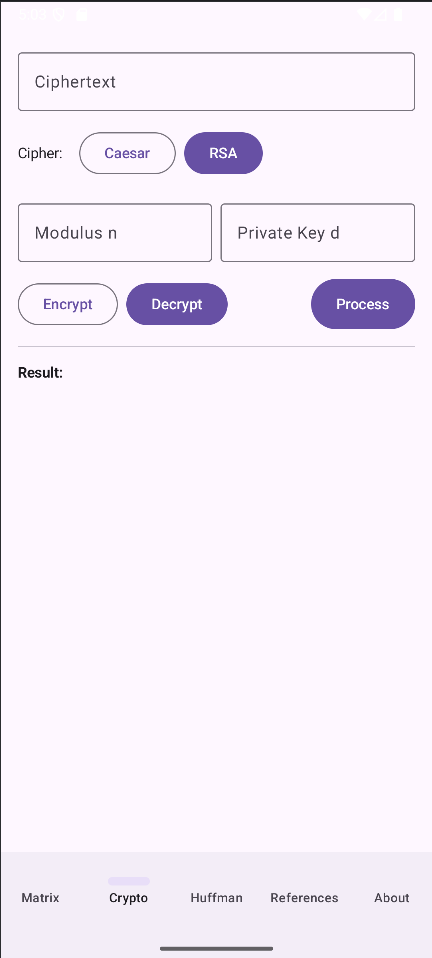 Ciphertext
Cipher: Caesar RSA
Modulus n Private Key d
Encrypt Decrypt Process
Result:
Matrix Crypto Huffman References About